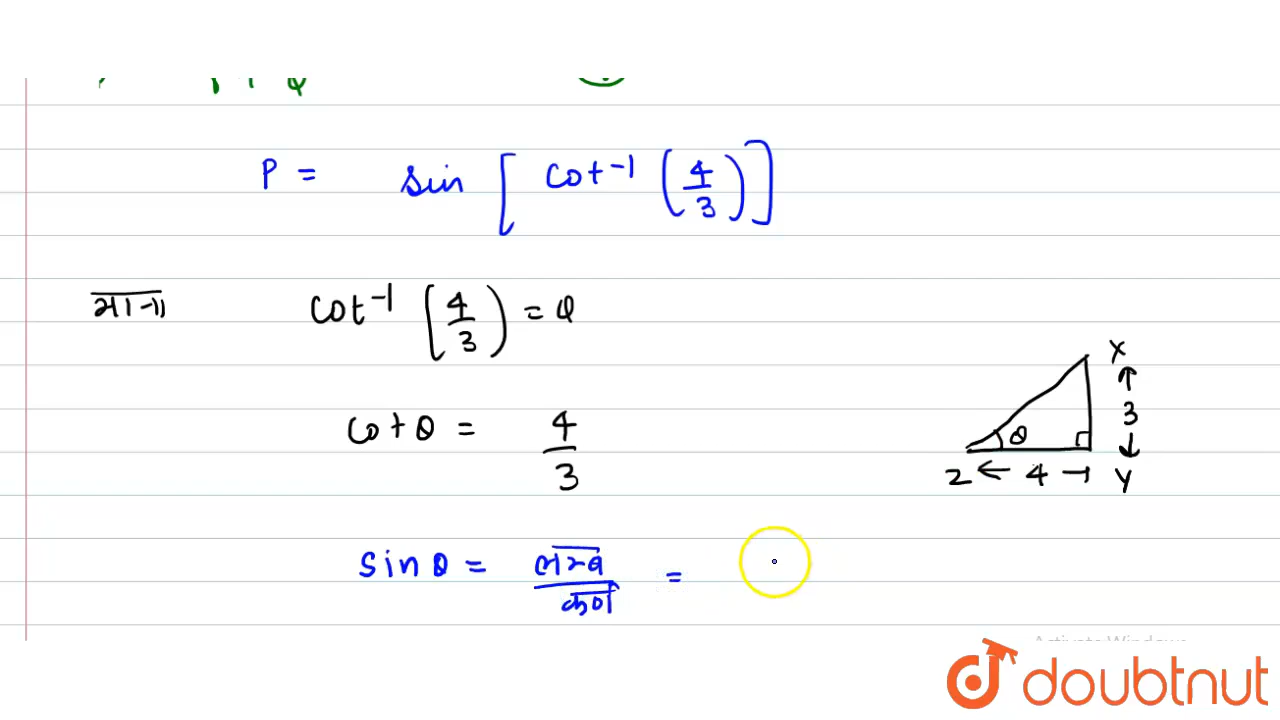 P = sin [ cot⁻¹ (4/3) ]
माना cot⁻¹ (4/3) = θ
cot θ = 4/3
X
3
θ
Z ← 4 → Y
sin θ = लम्ब/कर्ण =
doubtnut